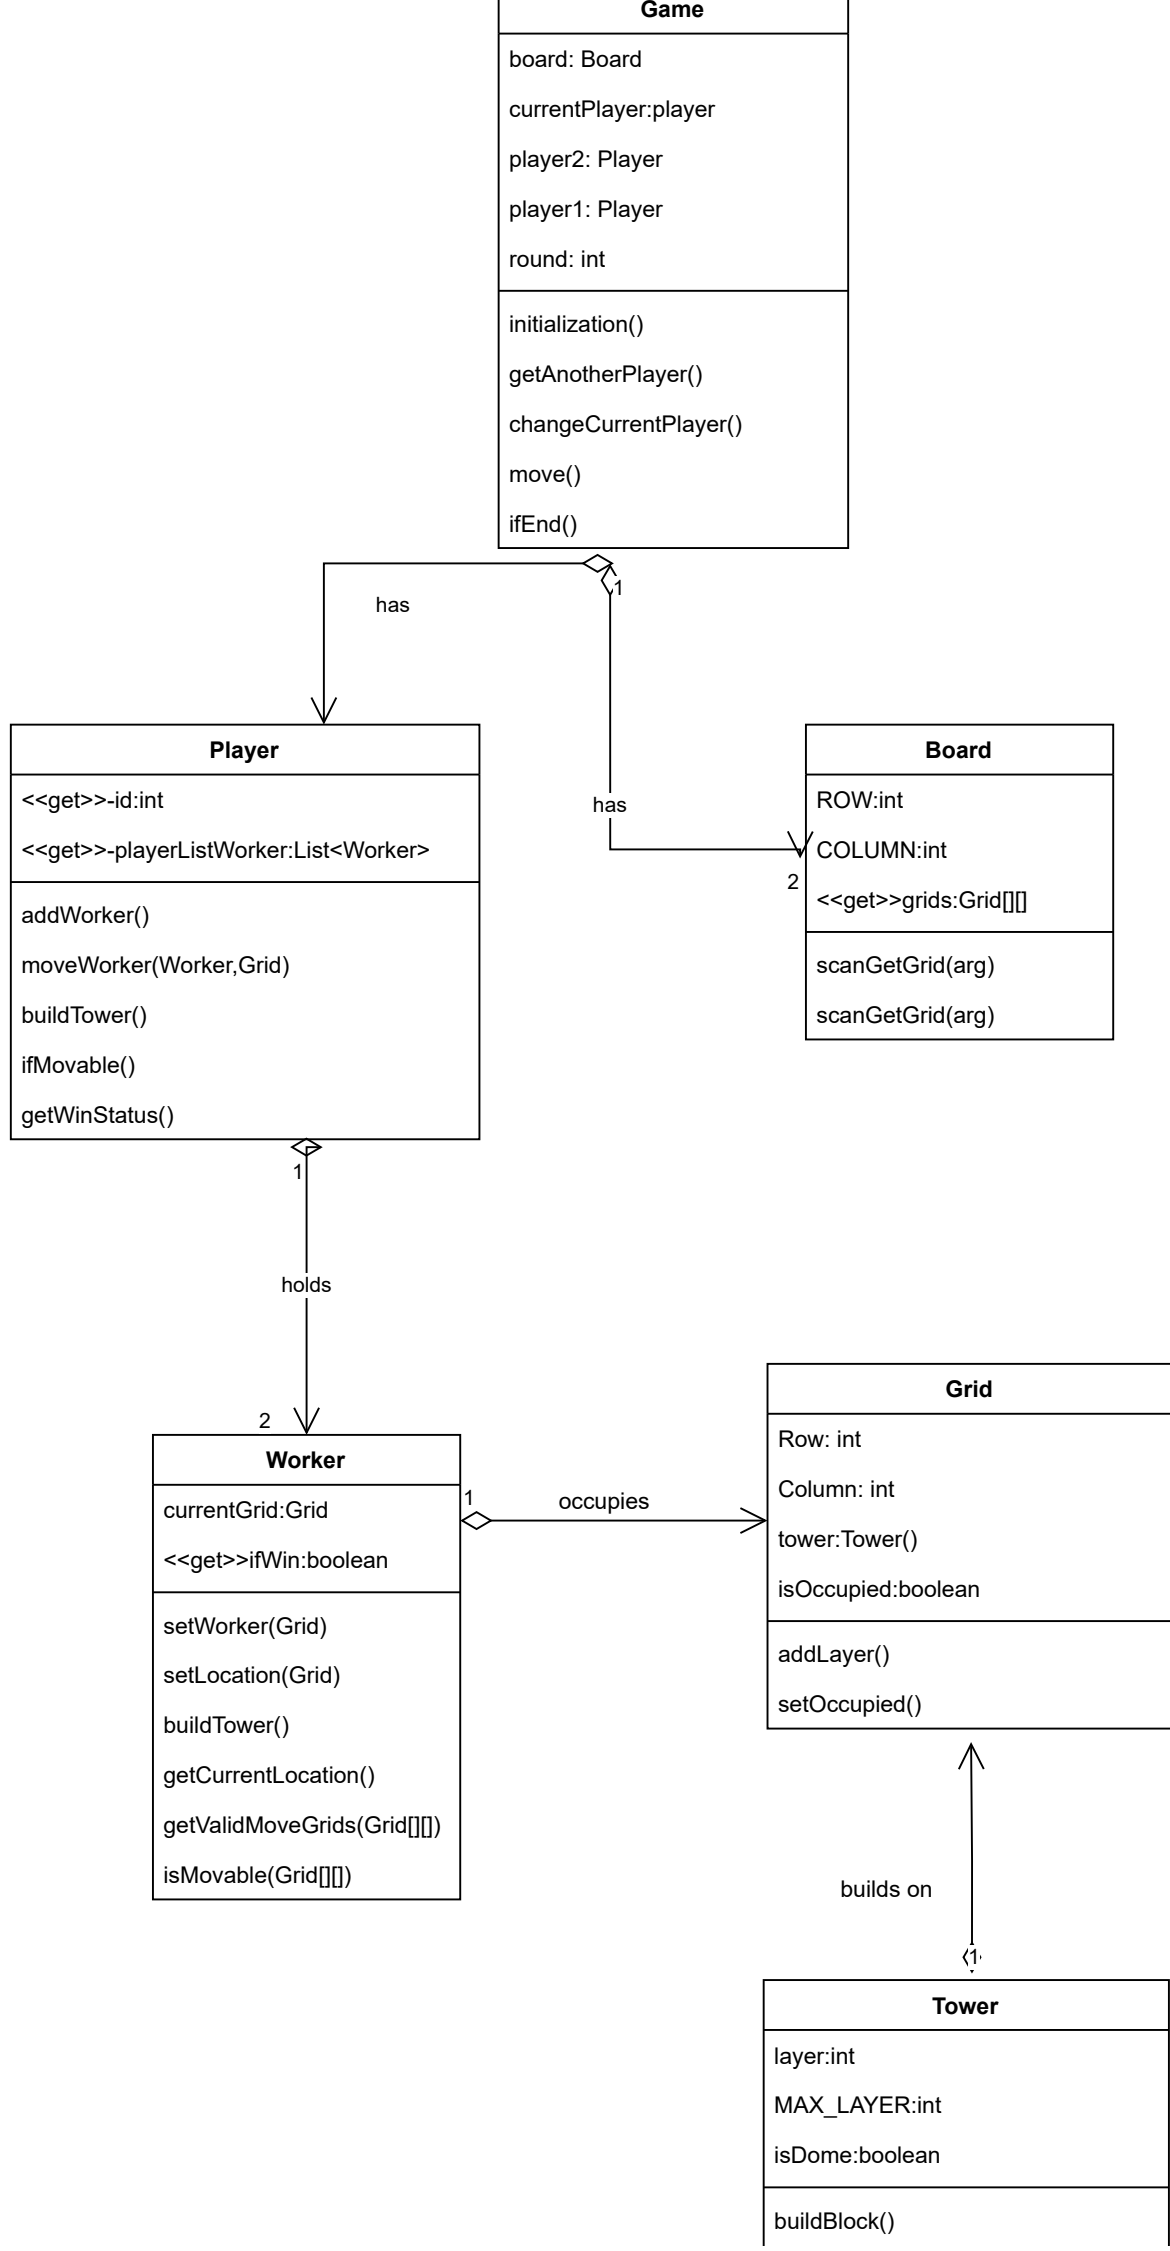 Game
board: Board
currentPlayer:player
player2: Player
player1: Player
round: int
initialization()
getAnotherPlayer()
changeCurrentPlayer()
move()
ifEnd()
1
has
Player
<<get>>-id:int
<<get>>-playerListWorker:List<Worker>
addWorker()
moveWorker(Worker,Grid)
buildTower()
ifMovable()
getWinStatus()
has
2
Board
ROW:int
COLUMN:int
<<get>>grids:Grid[][]
scanGetGrid(arg)
scanGetGrid(arg)
1
holds
2
Worker
currentGrid:Grid
<<get>>ifWin:boolean
setWorker(Grid)
setLocation(Grid)
buildTower()
getCurrentLocation()
getValidMoveGrids(Grid[][])
isMovable(Grid[][])
1
occupies
Grid
Row: int
Column: int
tower:Tower()
isOccupied:boolean
addLayer()
setOccupied()
builds on
1
Tower
layer:int
MAX_LAYER:int
isDome:boolean
buildBlock()